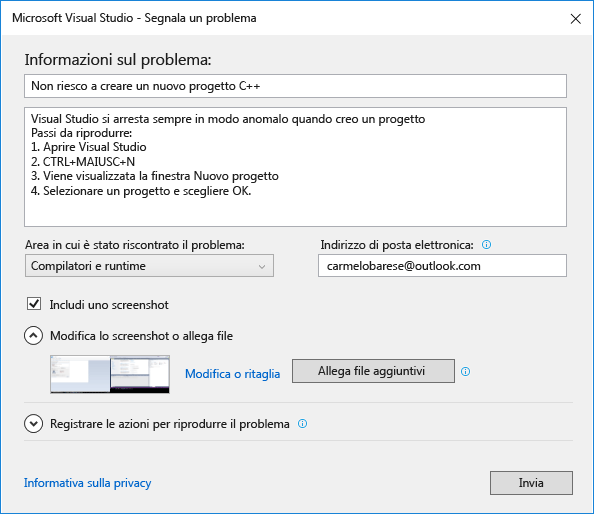 Microsoft Visual Studio - Segnala un problema
Informazioni sul problema:
Non riesco a creare un nuovo progetto C++
Visual Studio si arresta sempre in modo anomalo quando creo un progetto
Passi da riprodurre:
1. Aprire Visual Studio
2. CTRL+MAIUSC+N
3. Viene visualizzata la finestra Nuovo progetto
4. Selezionare un progetto e scegliere OK.
Area in cui è stato riscontrato il problema:
Indirizzo di posta elettronica:
Compilatori e runtime
carmelobarese@outlook.com
Includi uno screenshot
Modifica lo screenshot o allega file
Modifica o ritaglia
Allega file aggiuntivi
Registrare le azioni per riprodurre il problema
Informativa sulla privacy
Invia